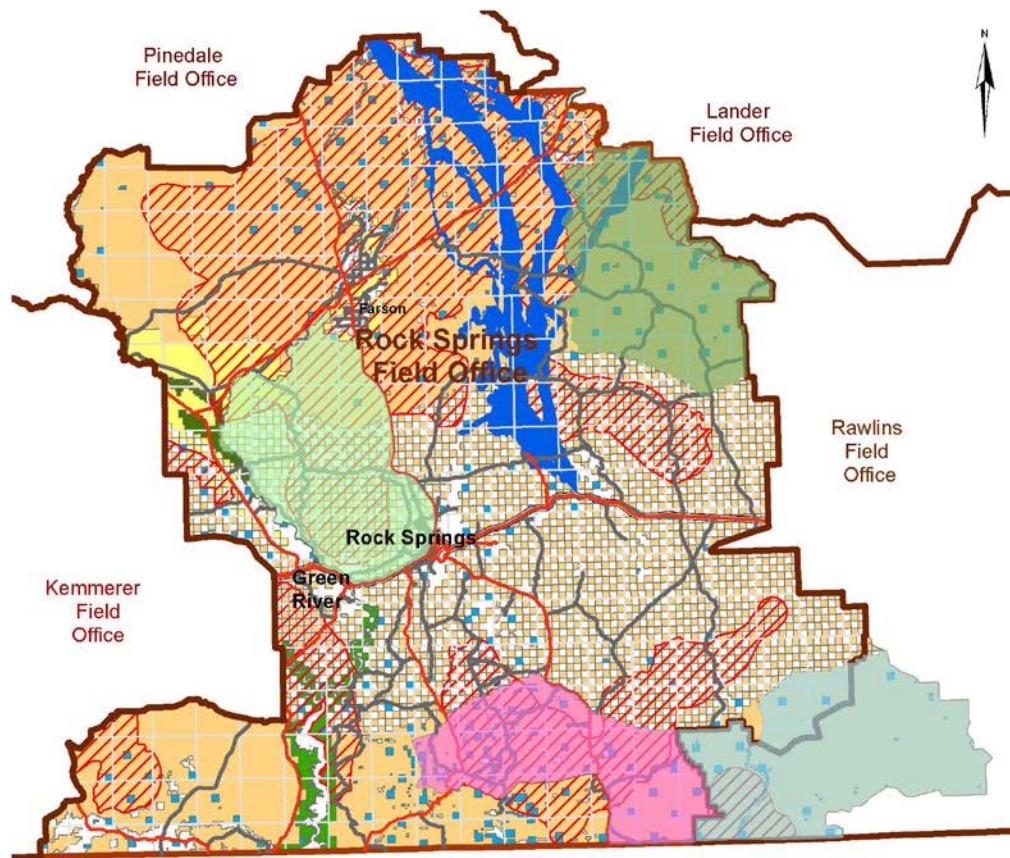 N
Pinedale
Field Office
Lander
Field Office
Farson
Rock Springs
Field Office
Rawlins
Field
Office
Rock Springs
Green
River
Kemmerer
Field
Office